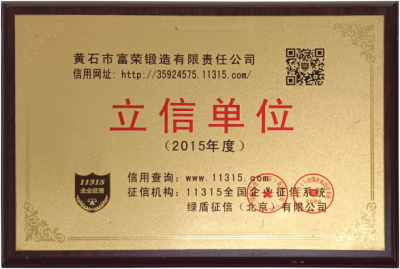 黄石市富荣锻造有限责任公司
信用网址: http://35924575.11315.com/
立信单位
(2015年度)
信用查询: www.11315.com
征信机构: 11315全国企业征信系统
绿盾征信（北京）有限公司
11315
企业征信